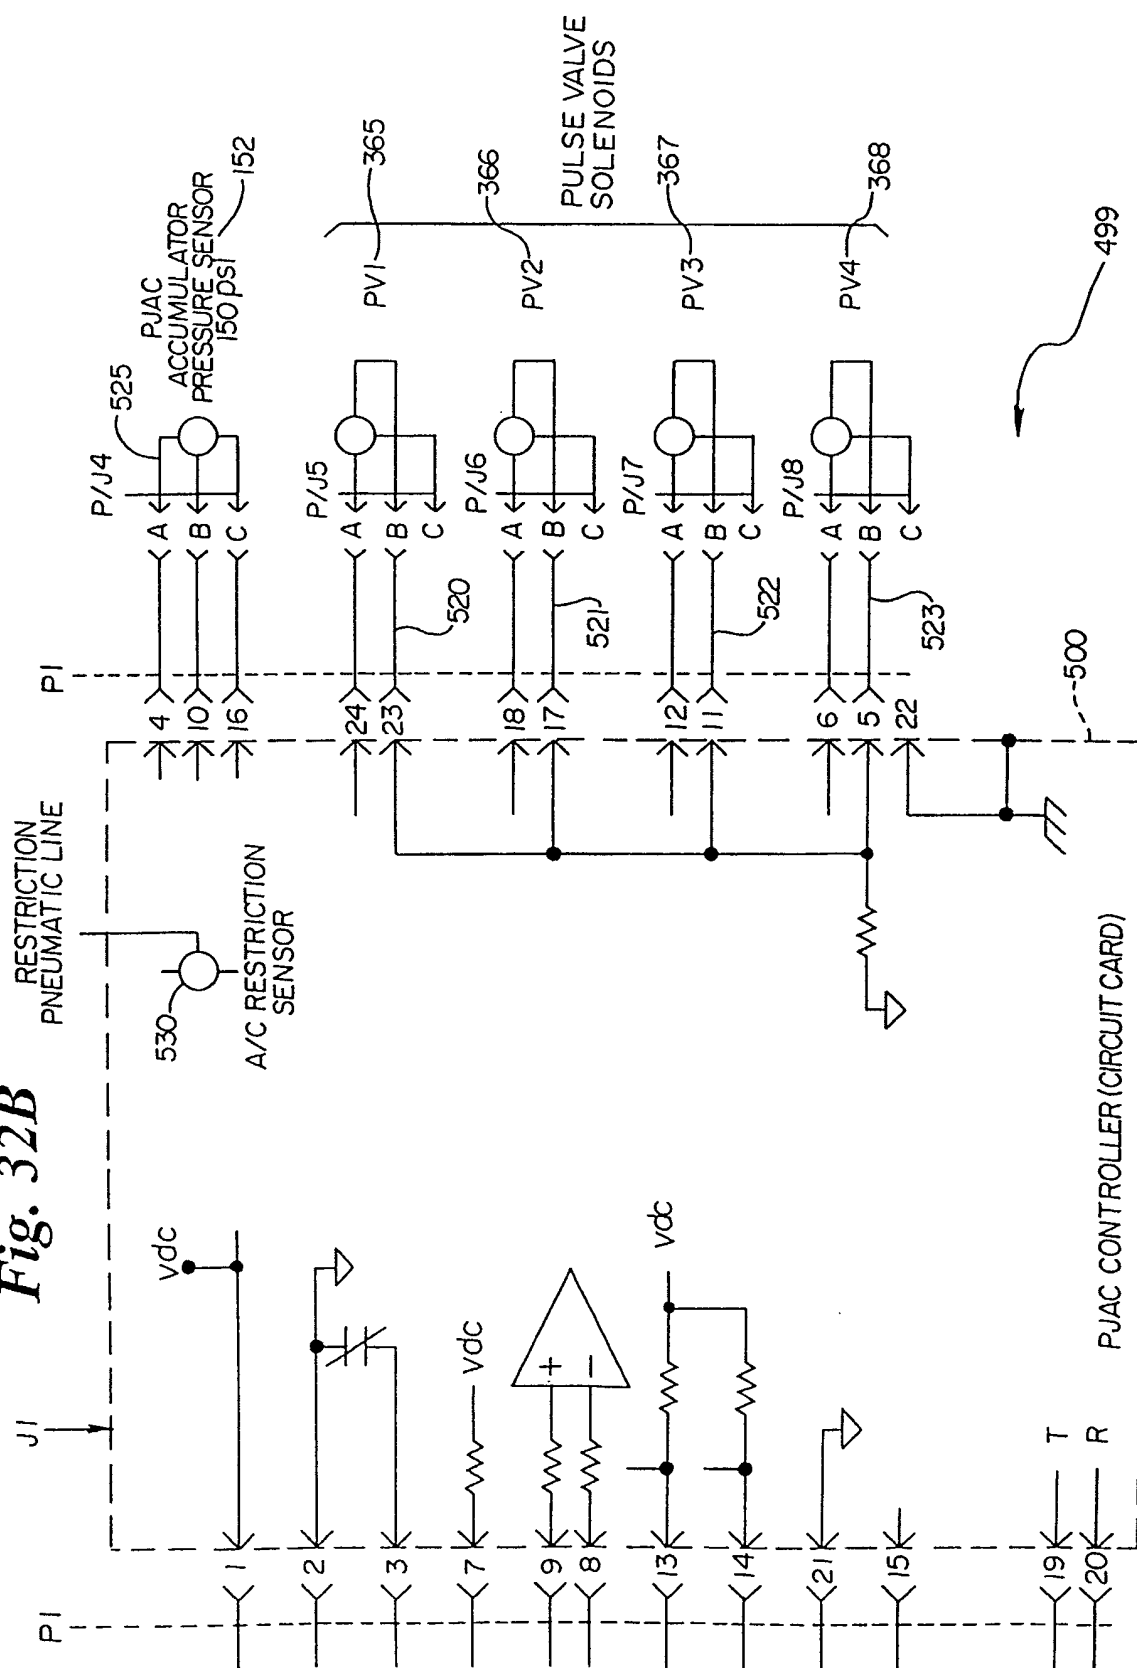 Fig. 32B
J1
P1
1
2
3
7
9
8
13
14
21
15
19
20
vdc
vdc
+
−
vdc
T
R
RESTRICTION
PNEUMATIC LINE
530
A/C RESTRICTION
SENSOR
PJAC CONTROLLER (CIRCUIT CARD)
P1
4
10
16
24
23
18
17
12
11
6
5
22
500
520
521
522
523
P/J4
A
B
C
525
PJAC
ACCUMULATOR
PRESSURE SENSOR
150 psi
152
P/J5
A
B
C
PV1
365
P/J6
A
B
C
PV2
366
P/J7
A
B
C
PV3
367
P/J8
A
B
C
PV4
368
PULSE VALVE
SOLENOIDS
499